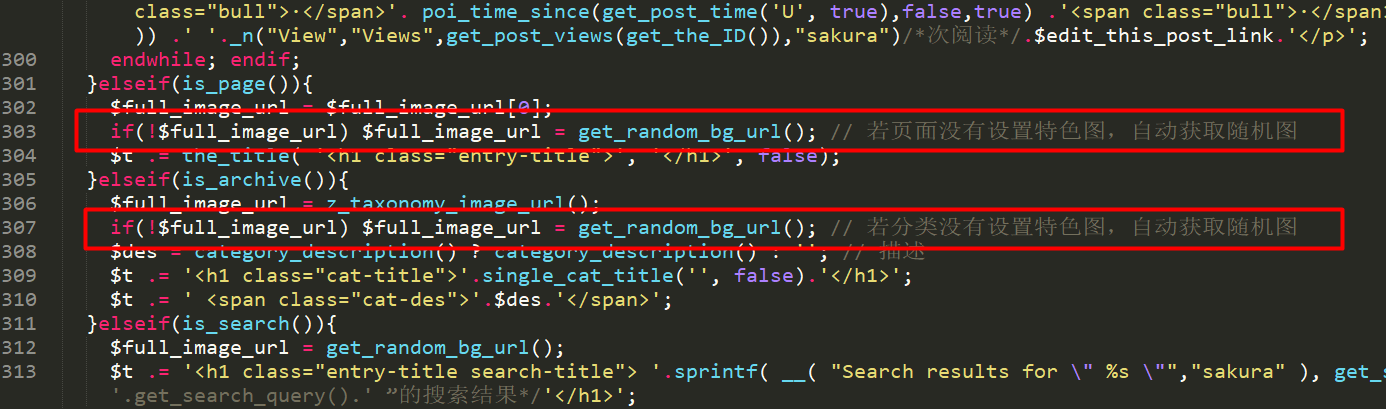 class="bull">·</span>'. poi_time_since(get_post_time('U', true),false,true) .'<span class="bull">·</span>
)) .' '._n("View","Views",get_post_views(get_the_ID()),"sakura")/*次阅读*/.$edit_this_post_link.'</p>';
300 endwhile; endif;
301 }elseif(is_page()){
302 $full_image_url = $full_image_url[0];
303 if(!$full_image_url) $full_image_url = get_random_bg_url(); // 若页面没有设置特色图，自动获取随机图
304 $t .= the_title( '<h1 class="entry-title">', '</h1>', false);
305 }elseif(is_archive()){
306 $full_image_url = z_taxonomy_image_url();
307 if(!$full_image_url) $full_image_url = get_random_bg_url(); // 若分类没有设置特色图，自动获取随机图
308 $des = category_description() ? category_description() : ''; // 描述
309 $t .= '<h1 class="cat-title">'.single_cat_title('', false).'</h1>';
310 $t .= ' <span class="cat-des">'.$des.'</span>';
311 }elseif(is_search()){
312 $full_image_url = get_random_bg_url();
313 $t .= '<h1 class="entry-title search-title"> '.sprintf( __( "Search results for \" %s \"","sakura" ), get_s
'.get_search_query().' ”的搜索结果*/'</h1>';